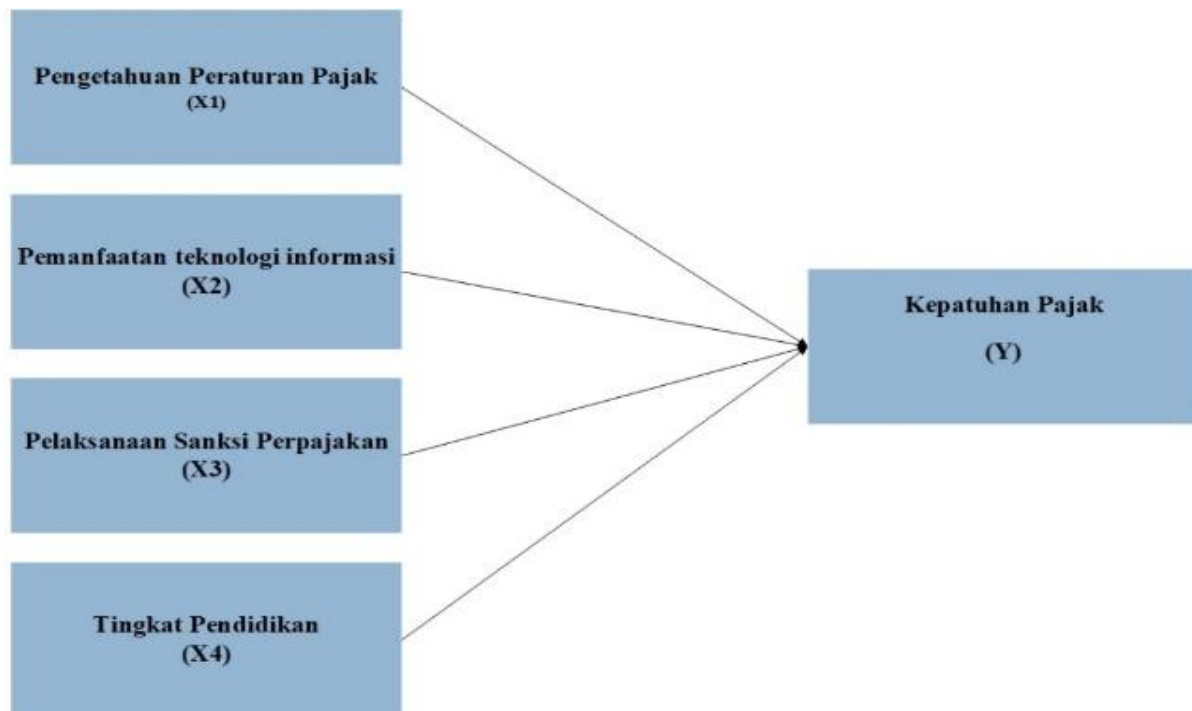 Pengetahuan Peraturan Pajak
(X1)
Pemanfaatan teknologi informasi
(X2)
Pelaksanaan Sanksi Perpajakan
(X3)
Tingkat Pendidikan
(X4)
Kepatuhan Pajak
(Y)